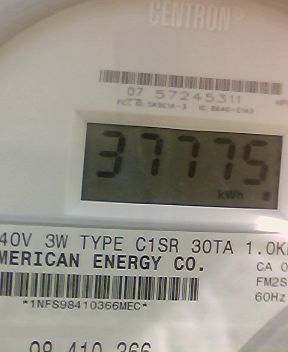 CENTRON®
07 57245311
37775
kWh
40V 3W TYPE C1SR 30TA 1.0K
MERICAN ENERGY CO.
CA 0
FM2S
60Hz
*1NFS98410366MEC*
98 410 366